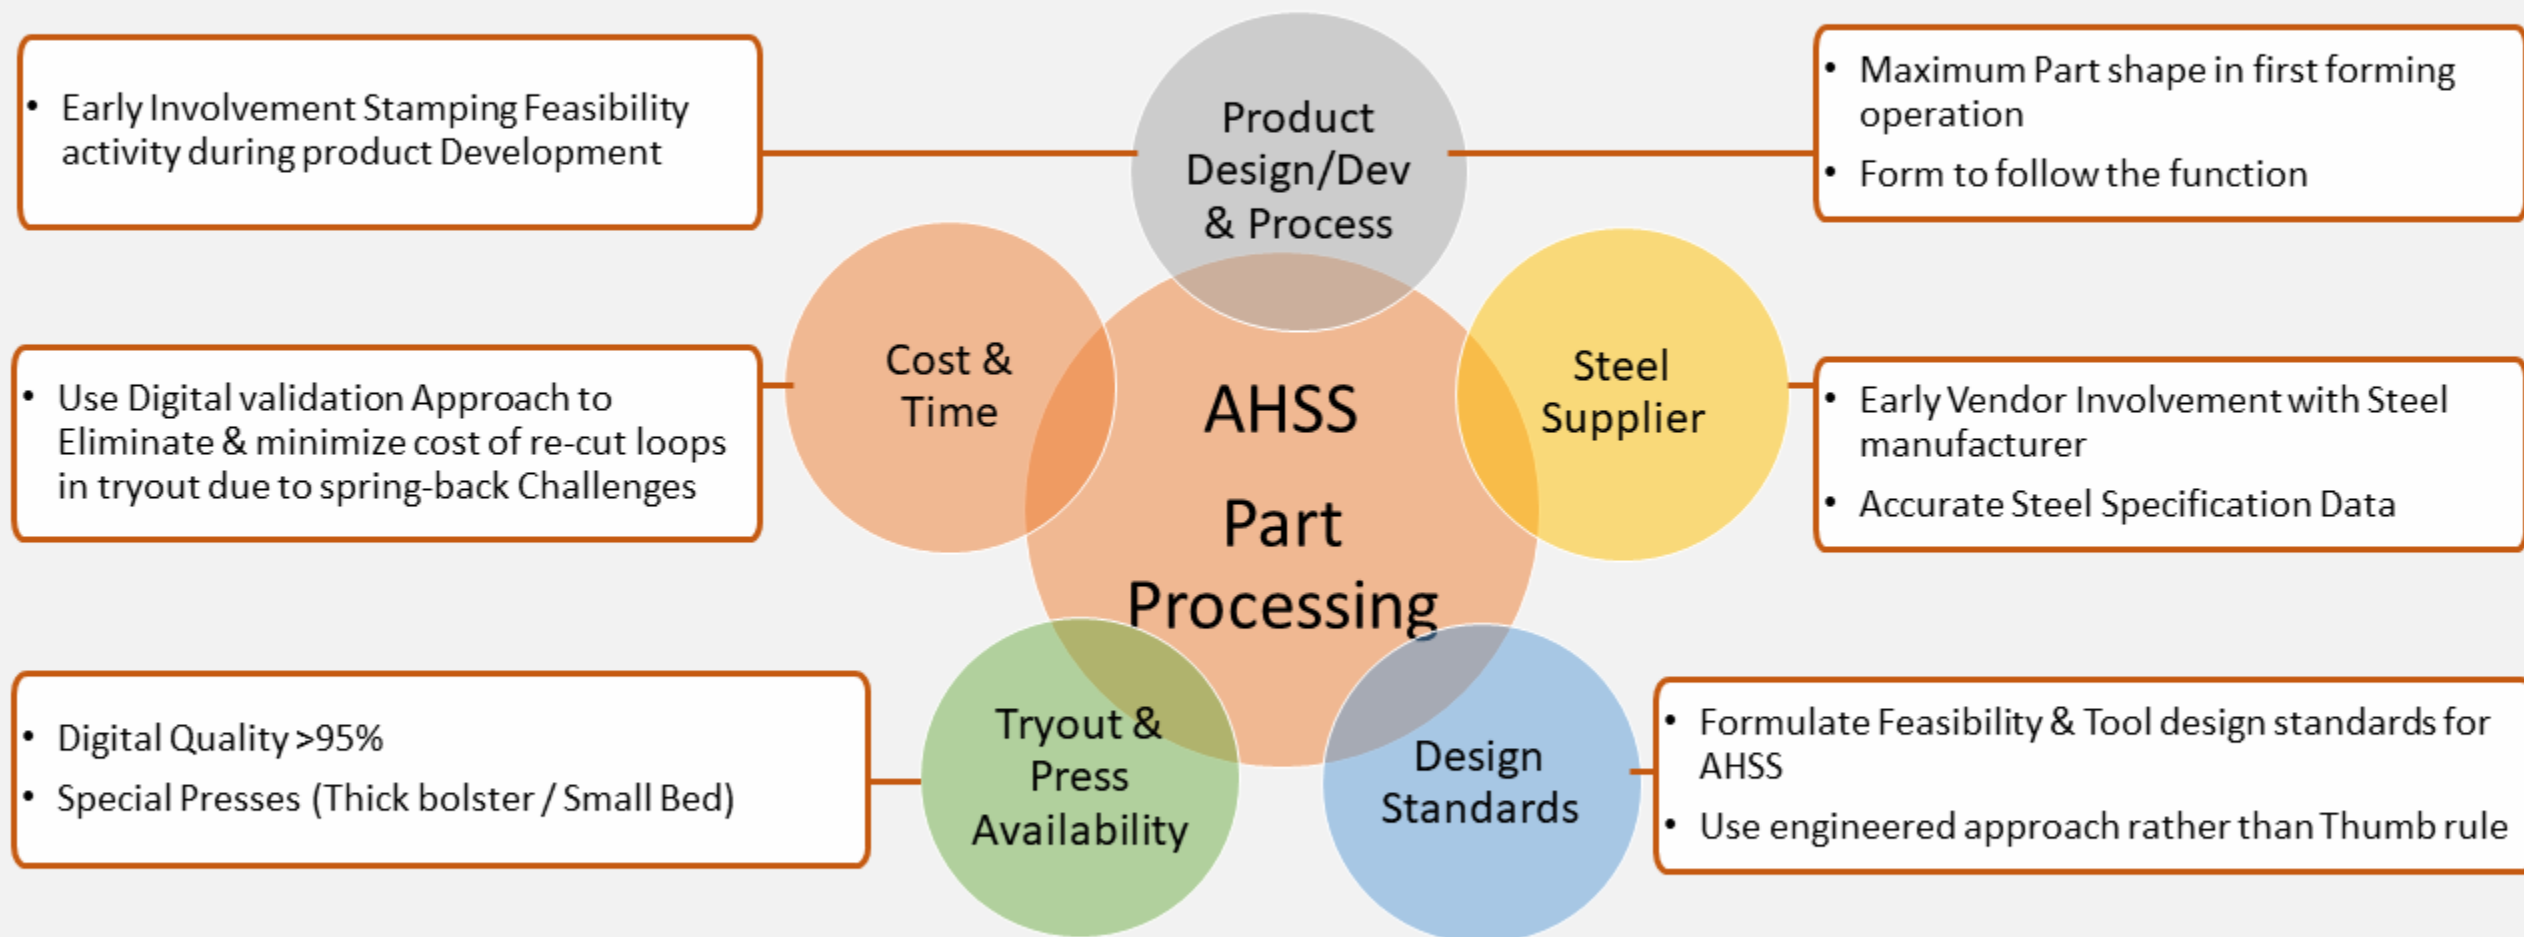 • Early Involvement Stamping Feasibility
activity during product Development
Product
Design/Dev
& Process
• Maximum Part shape in first forming
operation
• Form to follow the function
• Use Digital validation Approach to
Eliminate & minimize cost of re-cut loops
in tryout due to spring-back Challenges
Cost &
Time
AHSS
Part
Processing
Steel
Supplier
• Early Vendor Involvement with Steel
manufacturer
• Accurate Steel Specification Data
• Digital Quality >95%
• Special Presses (Thick bolster / Small Bed)
Tryout &
Press
Availability
Design
Standards
• Formulate Feasibility & Tool design standards for
AHSS
• Use engineered approach rather than Thumb rule